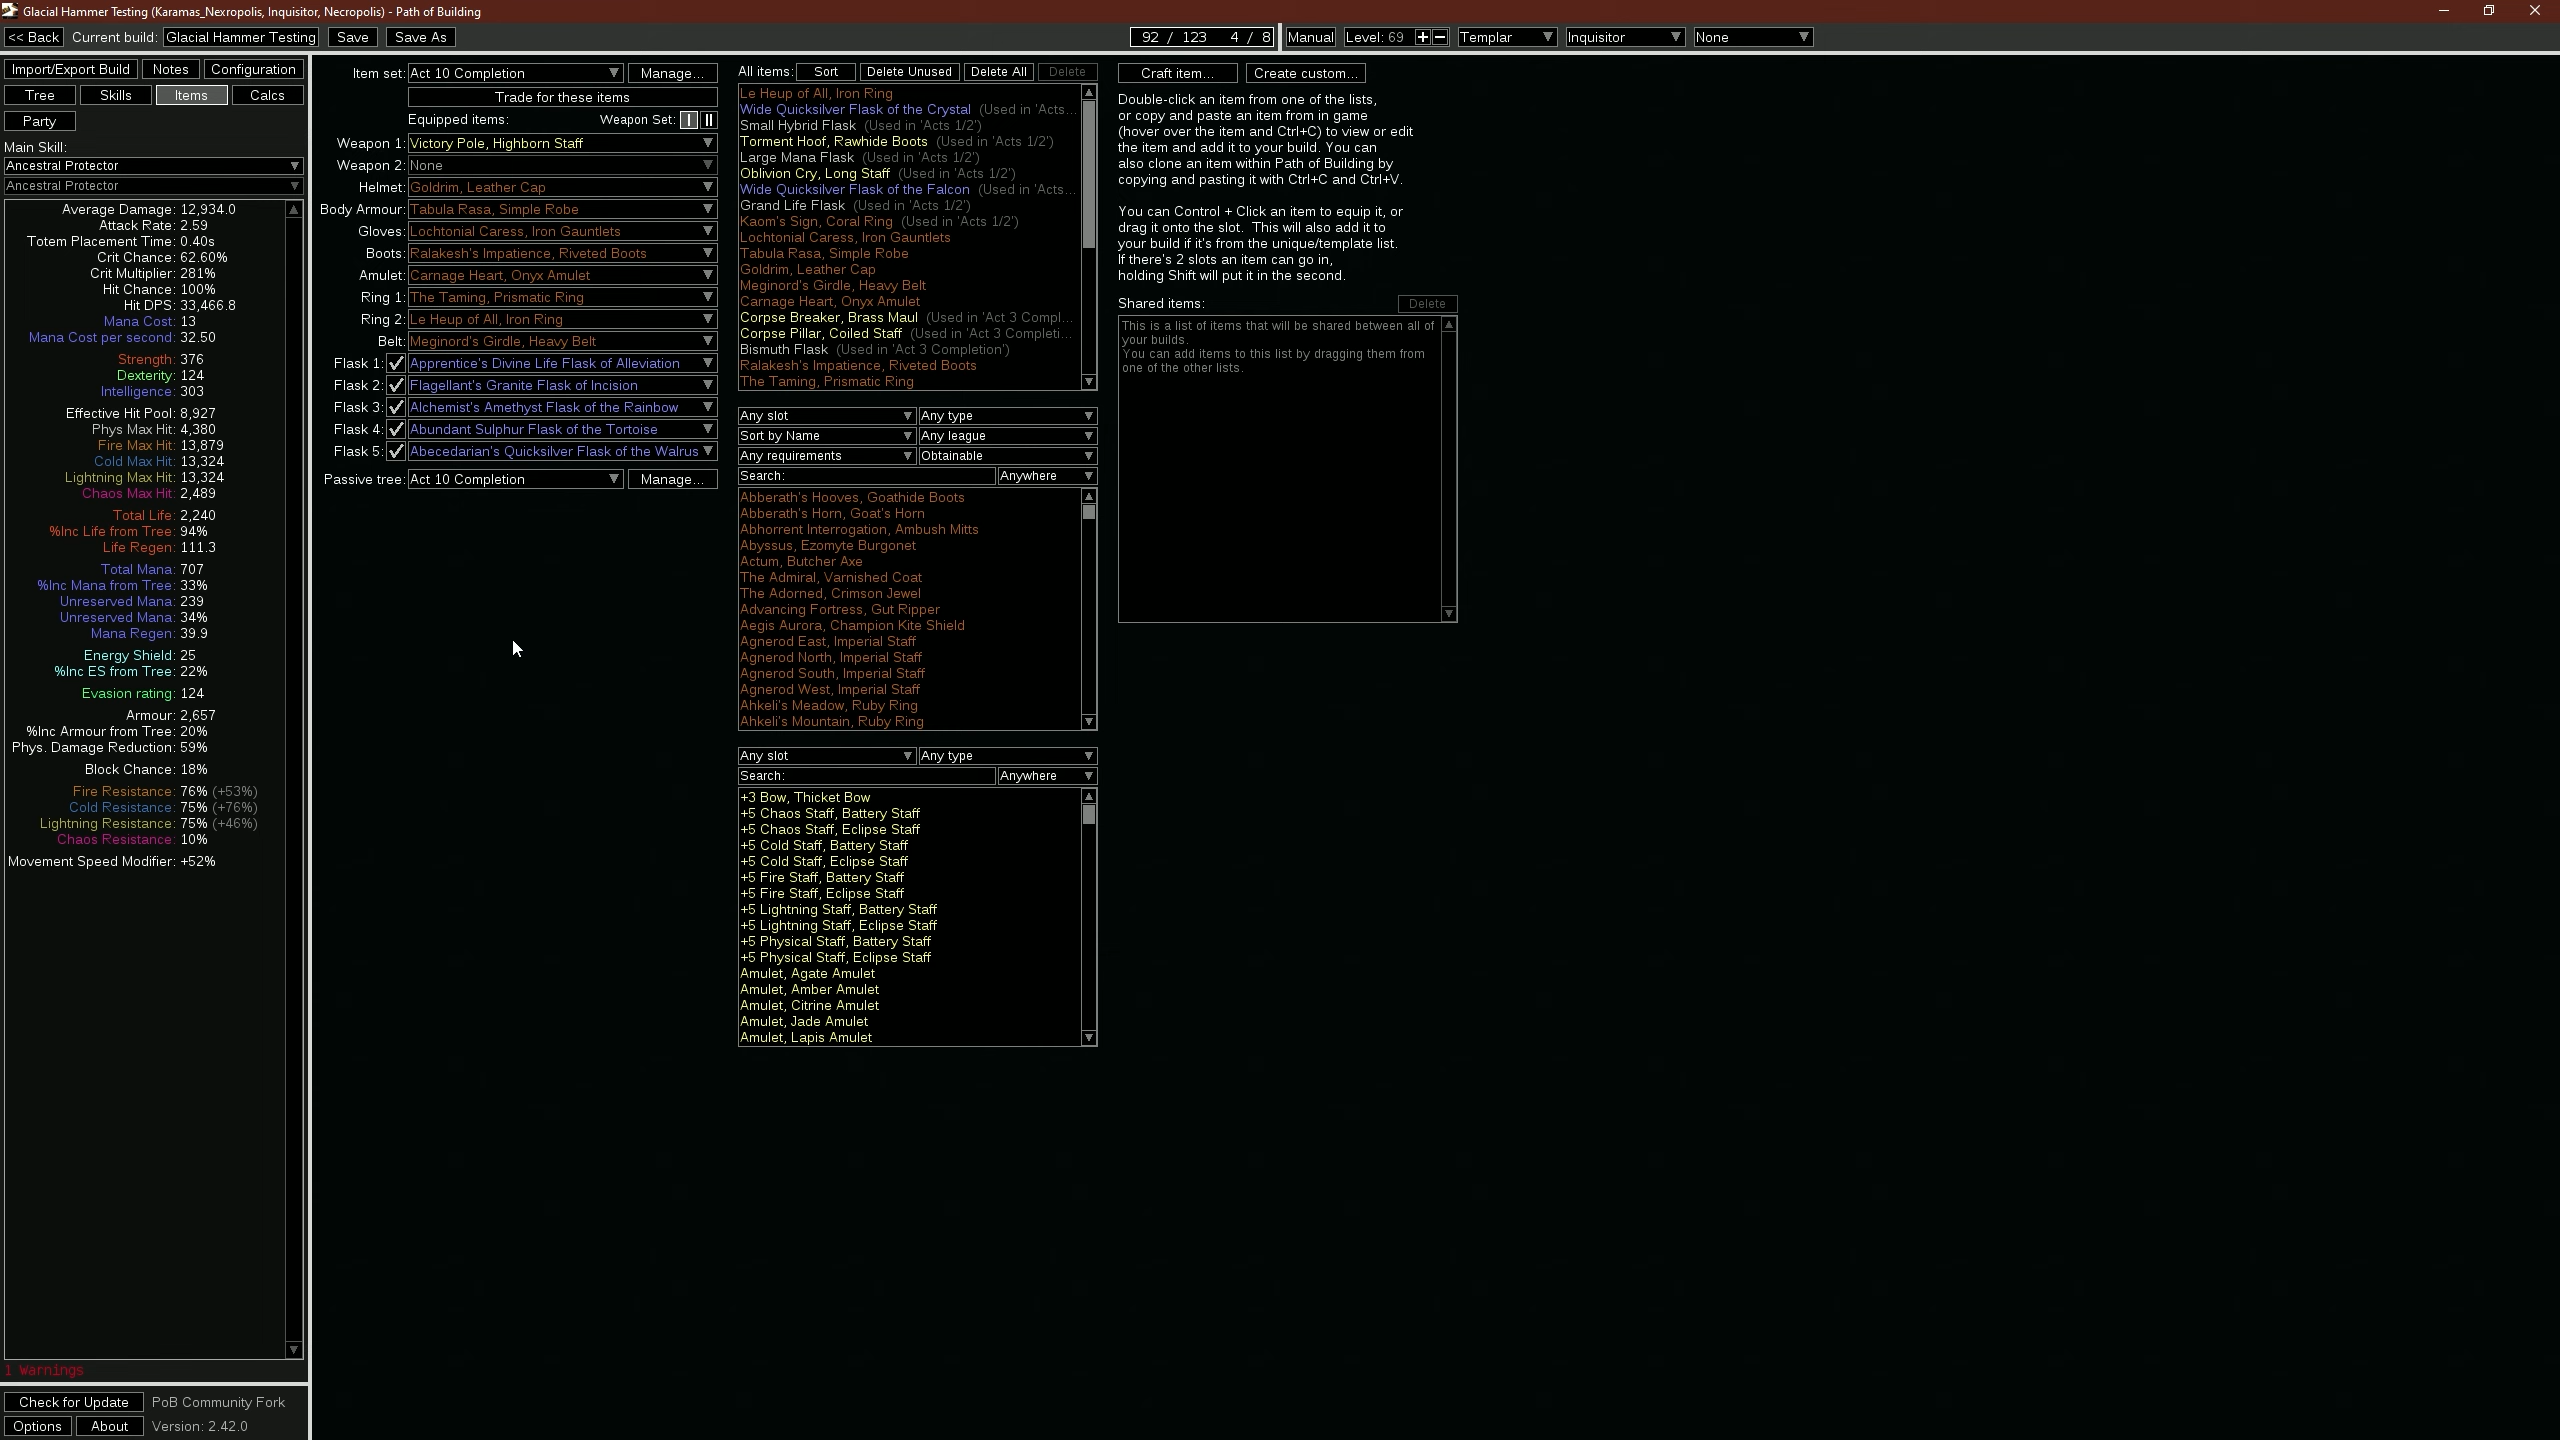 Glacial Hammer Testing (Karamas_Nexropolis, Inquisitor, Necropolis) - Path of Building
<< Back Current build: Glacial Hammer Testing Save Save As 92 / 123 4 / 8 Manual Level: 69 Templar Inquisitor None
Import/Export Build Notes Configuration
Tree Skills Items Calcs
Party
Main Skill:
Ancestral Protector
Ancestral Protector
Average Damage: 12,934.0
Attack Rate: 2.59
Totem Placement Time: 0.40s
Crit Chance: 62.60%
Crit Multiplier: 281%
Hit Chance: 100%
Hit DPS: 33,466.8
Mana Cost: 13
Mana Cost per second: 32.50
Strength: 376
Dexterity: 124
Intelligence: 303
Effective Hit Pool: 8,927
Phys Max Hit: 4,380
Fire Max Hit: 13,879
Cold Max Hit: 13,324
Lightning Max Hit: 13,324
Chaos Max Hit: 2,489
Total Life: 2,240
%Inc Life from Tree: 94%
Life Regen: 111.3
Total Mana: 707
%Inc Mana from Tree: 33%
Unreserved Mana: 239
Unreserved Mana: 34%
Mana Regen: 39.9
Energy Shield: 25
%Inc ES from Tree: 22%
Evasion rating: 124
Armour: 2,657
%Inc Armour from Tree: 20%
Phys. Damage Reduction: 59%
Block Chance: 18%
Fire Resistance: 76% (+53%)
Cold Resistance: 75% (+76%)
Lightning Resistance: 75% (+46%)
Chaos Resistance: 10%
Movement Speed Modifier: +52%
1 Warnings
Check for Update PoB Community Fork
Options About Version: 2.42.0
Item set: Act 10 Completion Manage...
Trade for these items
Equipped items: Weapon Set: I II
Weapon 1: Victory Pole, Highborn Staff
Weapon 2: None
Helmet: Goldrim, Leather Cap
Body Armour: Tabula Rasa, Simple Robe
Gloves: Lochtonial Caress, Iron Gauntlets
Boots: Ralakesh's Impatience, Riveted Boots
Amulet: Carnage Heart, Onyx Amulet
Ring 1: The Taming, Prismatic Ring
Ring 2: Le Heup of All, Iron Ring
Belt: Meginord's Girdle, Heavy Belt
Flask 1: Apprentice's Divine Life Flask of Alleviation
Flask 2: Flagellant's Granite Flask of Incision
Flask 3: Alchemist's Amethyst Flask of the Rainbow
Flask 4: Abundant Sulphur Flask of the Tortoise
Flask 5: Abecedarian's Quicksilver Flask of the Walrus
Passive tree: Act 10 Completion Manage...
All items: Sort Delete Unused Delete All Delete
Le Heup of All, Iron Ring
Wide Quicksilver Flask of the Crystal (Used in 'Acts...
Small Hybrid Flask (Used in 'Acts 1/2')
Torment Hoof, Rawhide Boots (Used in 'Acts 1/2')
Large Mana Flask (Used in 'Acts 1/2')
Oblivion Cry, Long Staff (Used in 'Acts 1/2')
Wide Quicksilver Flask of the Falcon (Used in 'Acts...
Grand Life Flask (Used in 'Acts 1/2')
Kaom's Sign, Coral Ring (Used in 'Acts 1/2')
Lochtonial Caress, Iron Gauntlets
Tabula Rasa, Simple Robe
Goldrim, Leather Cap
Meginord's Girdle, Heavy Belt
Carnage Heart, Onyx Amulet
Corpse Breaker, Brass Maul (Used in 'Act 3 Compl...
Corpse Pillar, Coiled Staff (Used in 'Act 3 Completi...
Bismuth Flask (Used in 'Act 3 Completion')
Ralakesh's Impatience, Riveted Boots
The Taming, Prismatic Ring
Any slot Any type
Sort by Name Any league
Any requirements Obtainable
Search: Anywhere
Abberath's Hooves, Goathide Boots
Abberath's Horn, Goat's Horn
Abhorrent Interrogation, Ambush Mitts
Abyssus, Ezomyte Burgonet
Actum, Butcher Axe
The Admiral, Varnished Coat
The Adorned, Crimson Jewel
Advancing Fortress, Gut Ripper
Aegis Aurora, Champion Kite Shield
Agnerod East, Imperial Staff
Agnerod North, Imperial Staff
Agnerod South, Imperial Staff
Agnerod West, Imperial Staff
Ahkeli's Meadow, Ruby Ring
Ahkeli's Mountain, Ruby Ring
Any slot Any type
Search: Anywhere
+3 Bow, Thicket Bow
+5 Chaos Staff, Battery Staff
+5 Chaos Staff, Eclipse Staff
+5 Cold Staff, Battery Staff
+5 Cold Staff, Eclipse Staff
+5 Fire Staff, Battery Staff
+5 Fire Staff, Eclipse Staff
+5 Lightning Staff, Battery Staff
+5 Lightning Staff, Eclipse Staff
+5 Physical Staff, Battery Staff
+5 Physical Staff, Eclipse Staff
Amulet, Agate Amulet
Amulet, Amber Amulet
Amulet, Citrine Amulet
Amulet, Jade Amulet
Amulet, Lapis Amulet
Craft item... Create custom...
Double-click an item from one of the lists,
or copy and paste an item from in game
(hover over the item and Ctrl+C) to view or edit
the item and add it to your build. You can
also clone an item within Path of Building by
copying and pasting it with Ctrl+C and Ctrl+V.
You can Control + Click an item to equip it, or
drag it onto the slot. This will also add it to
your build if it's from the unique/template list.
If there's 2 slots an item can go in,
holding Shift will put it in the second.
Shared items: Delete
This is a list of items that will be shared between all of
your builds.
You can add items to this list by dragging them from
one of the other lists.